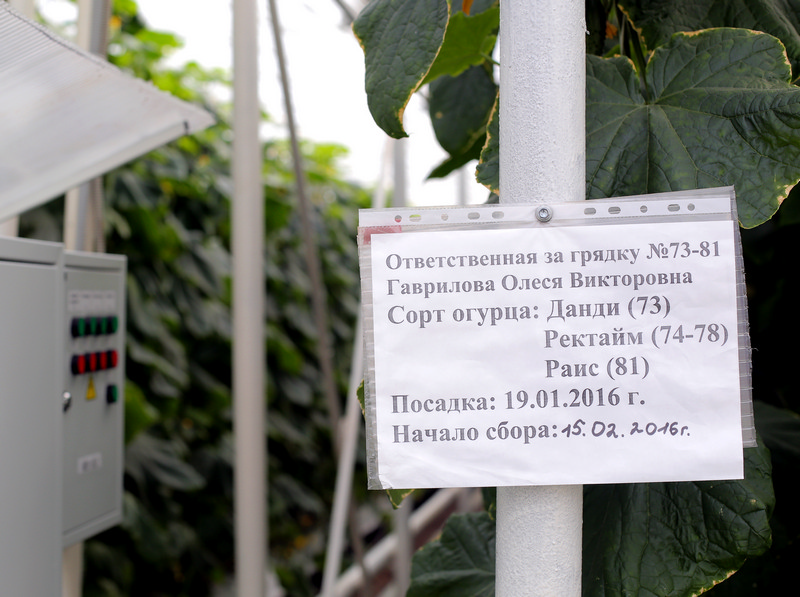 Ответственная за грядку №73-81
Гаврилова Олеся Викторовна
Сорт огурца: Данди (73)
Ректайм (74-78)
Раис (81)
Посадка: 19.01.2016 г.
Начало сбора: 15.02.2016г.